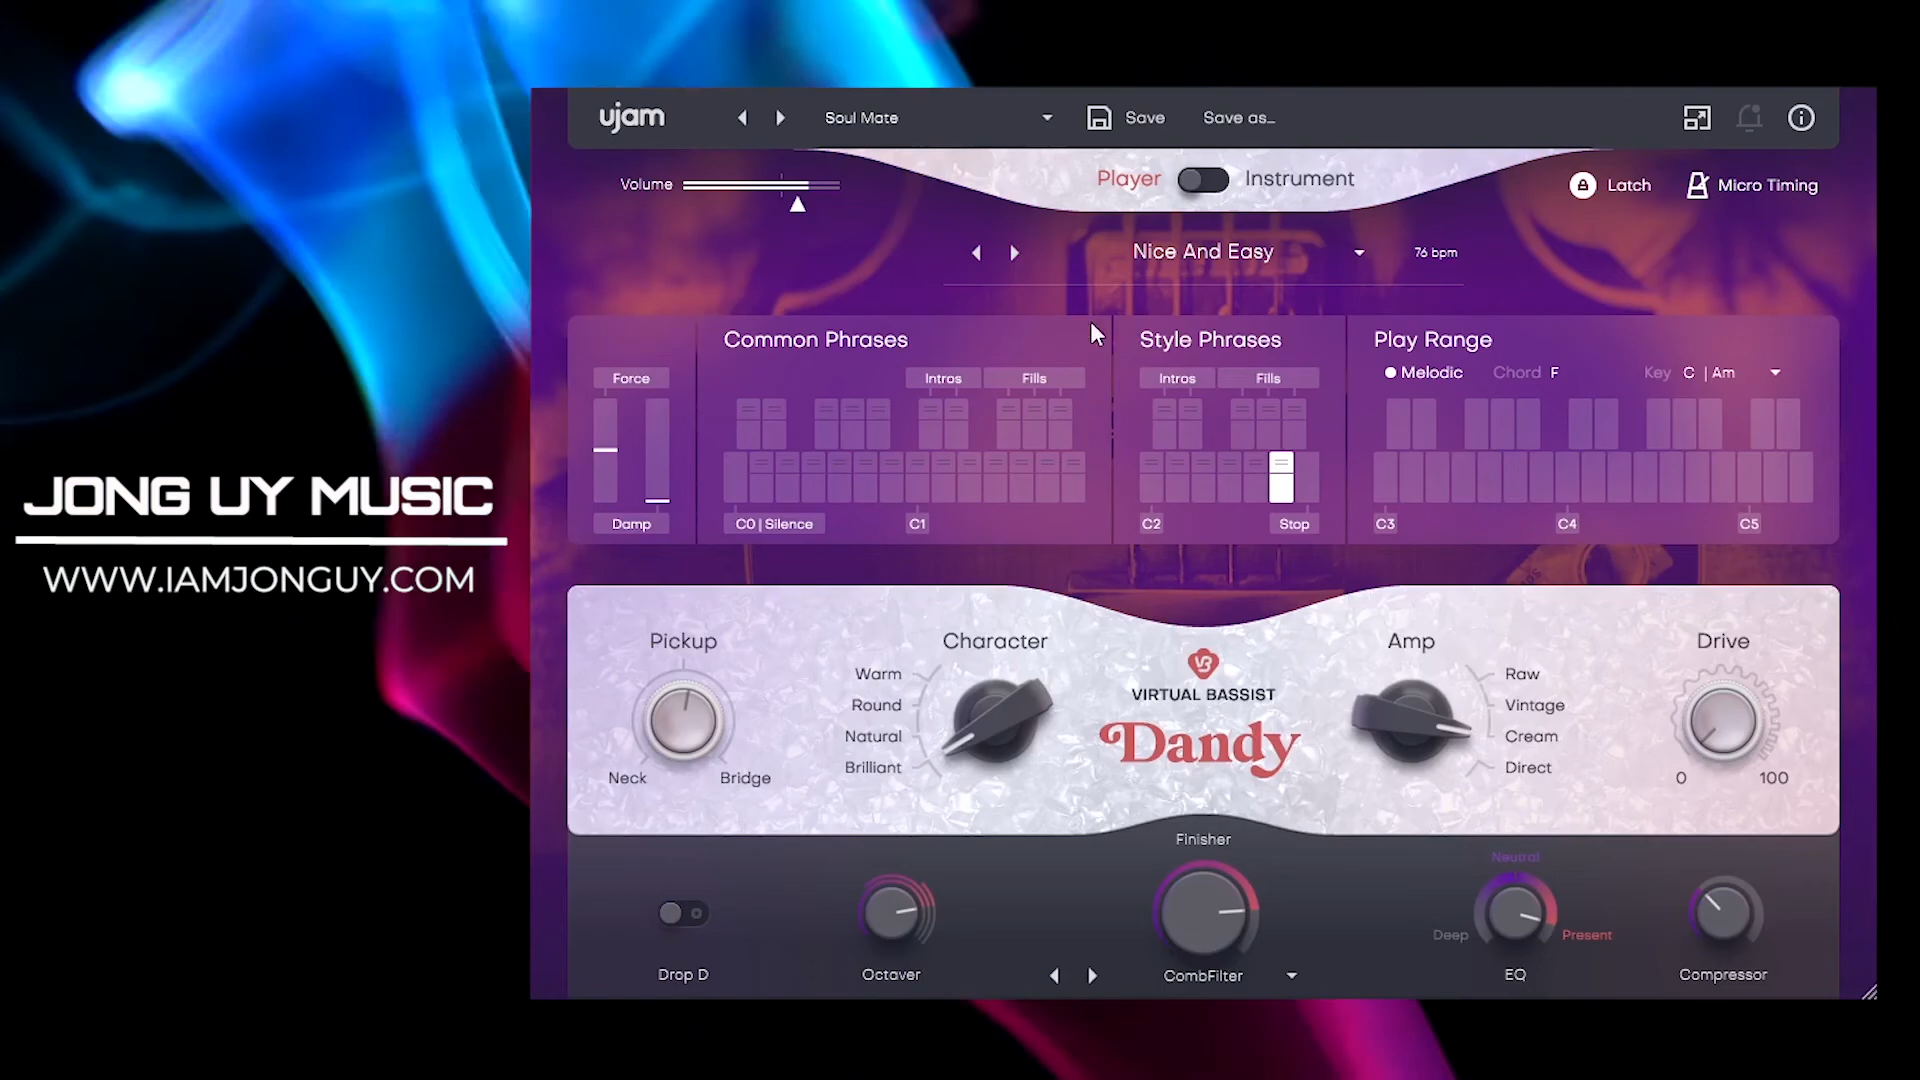 ujam
Soul Mate
Save
Save as...
Volume
Player
Instrument
Latch
Micro Timing
Nice And Easy
76 bpm
Common Phrases
Style Phrases
Play Range
Force
Intros
Fills
Intros
Fills
Melodic
Chord F
Key C | Am
JONG UY MUSIC
WWW.IAMJONGUY.COM
Damp
C0 | Silence
C1
C2
Stop
C3
C4
C5
Pickup
Neck
Bridge
Character
Warm
Round
Natural
Brilliant
VB
VIRTUAL BASSIST
Dandy
Amp
Raw
Vintage
Cream
Direct
Drive
0
100
Finisher
Drop D
Octaver
CombFilter
Neutral
Deep
Present
EQ
Compressor